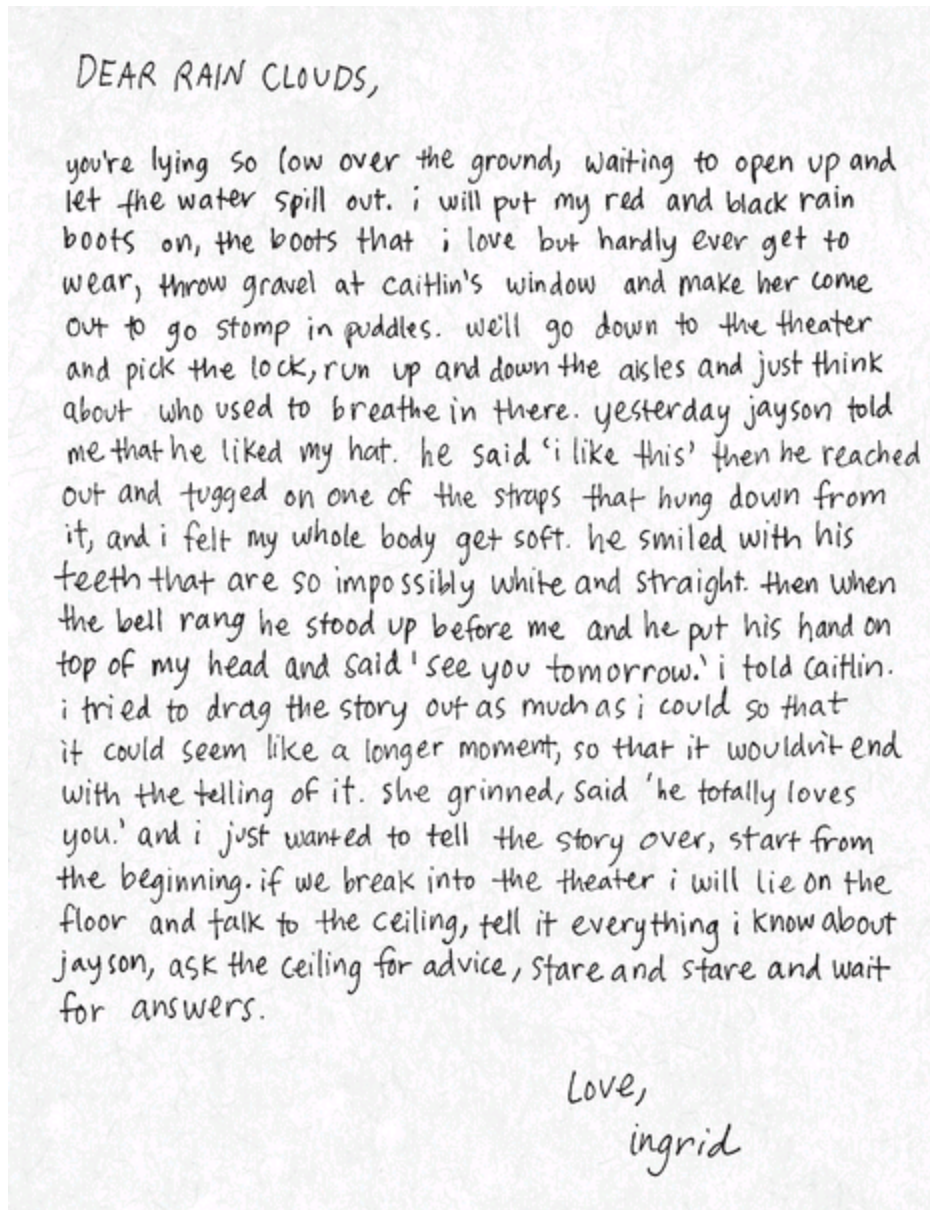 DEAR RAIN CLOUDS,
you're lying so low over the ground, waiting to open up and
let the water spill out. i will put my red and black rain
boots on, the boots that i love but hardly ever get to
wear, throw gravel at caitlin's window and make her come
out to go stomp in puddles. we'll go down to the theater
and pick the lock, run up and down the aisles and just think
about who used to breathe in there. yesterday jayson told
me that he liked my hat. he said 'i like this' then he reached
out and tugged on one of the straps that hung down from
it, and i felt my whole body get soft. he smiled with his
teeth that are so impossibly white and straight. then when
the bell rang he stood up before me and he put his hand on
top of my head and said 'see you tomorrow.' i told caitlin.
i tried to drag the story out as much as i could so that
it could seem like a longer moment, so that it wouldn't end
with the telling of it. she grinned, said 'he totally loves
you.' and i just wanted to tell the story over, start from
the beginning. if we break into the theater i will lie on the
floor and talk to the ceiling, tell it everything i know about
jayson, ask the ceiling for advice, stare and stare and wait
for answers.
Love,
ingrid